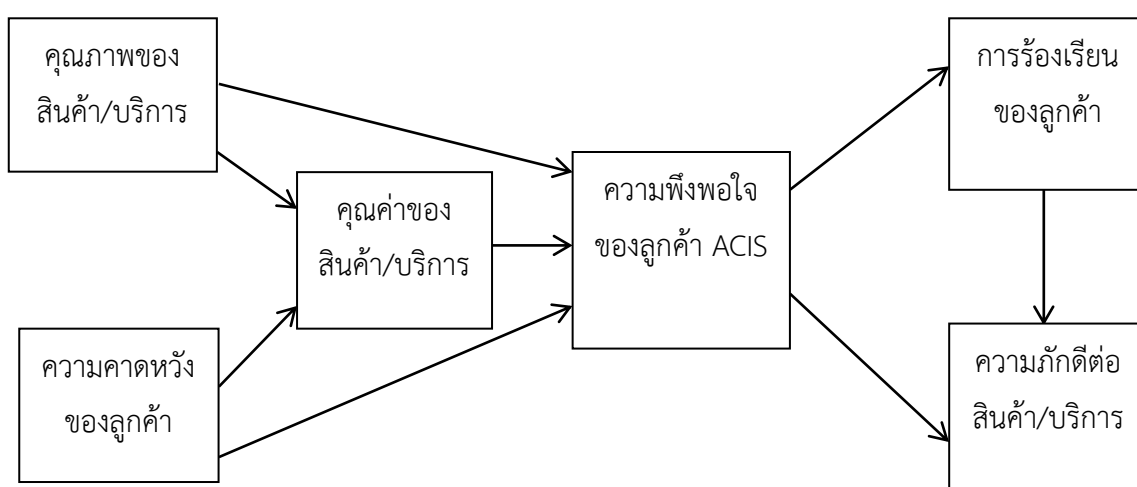 คุณภาพของ
สินค้า/บริการ
คุณค่าของ
สินค้า/บริการ
ความคาดหวัง
ของลูกค้า
ความพึงพอใจ
ของลูกค้า ACIS
การร้องเรียน
ของลูกค้า
ความภักดีต่อ
สินค้า/บริการ